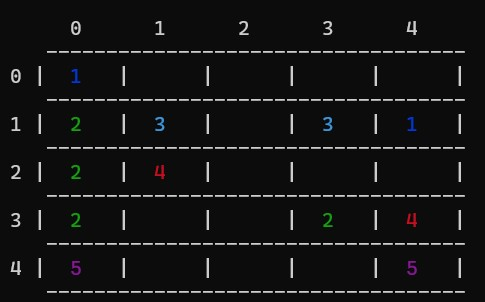 0 1 2 3 4
0 | 1 | | | | |
1 | 2 | 3 | | 3 | 1 |
2 | 2 | 4 | | | |
3 | 2 | | | 2 | 4 |
4 | 5 | | | | 5 |